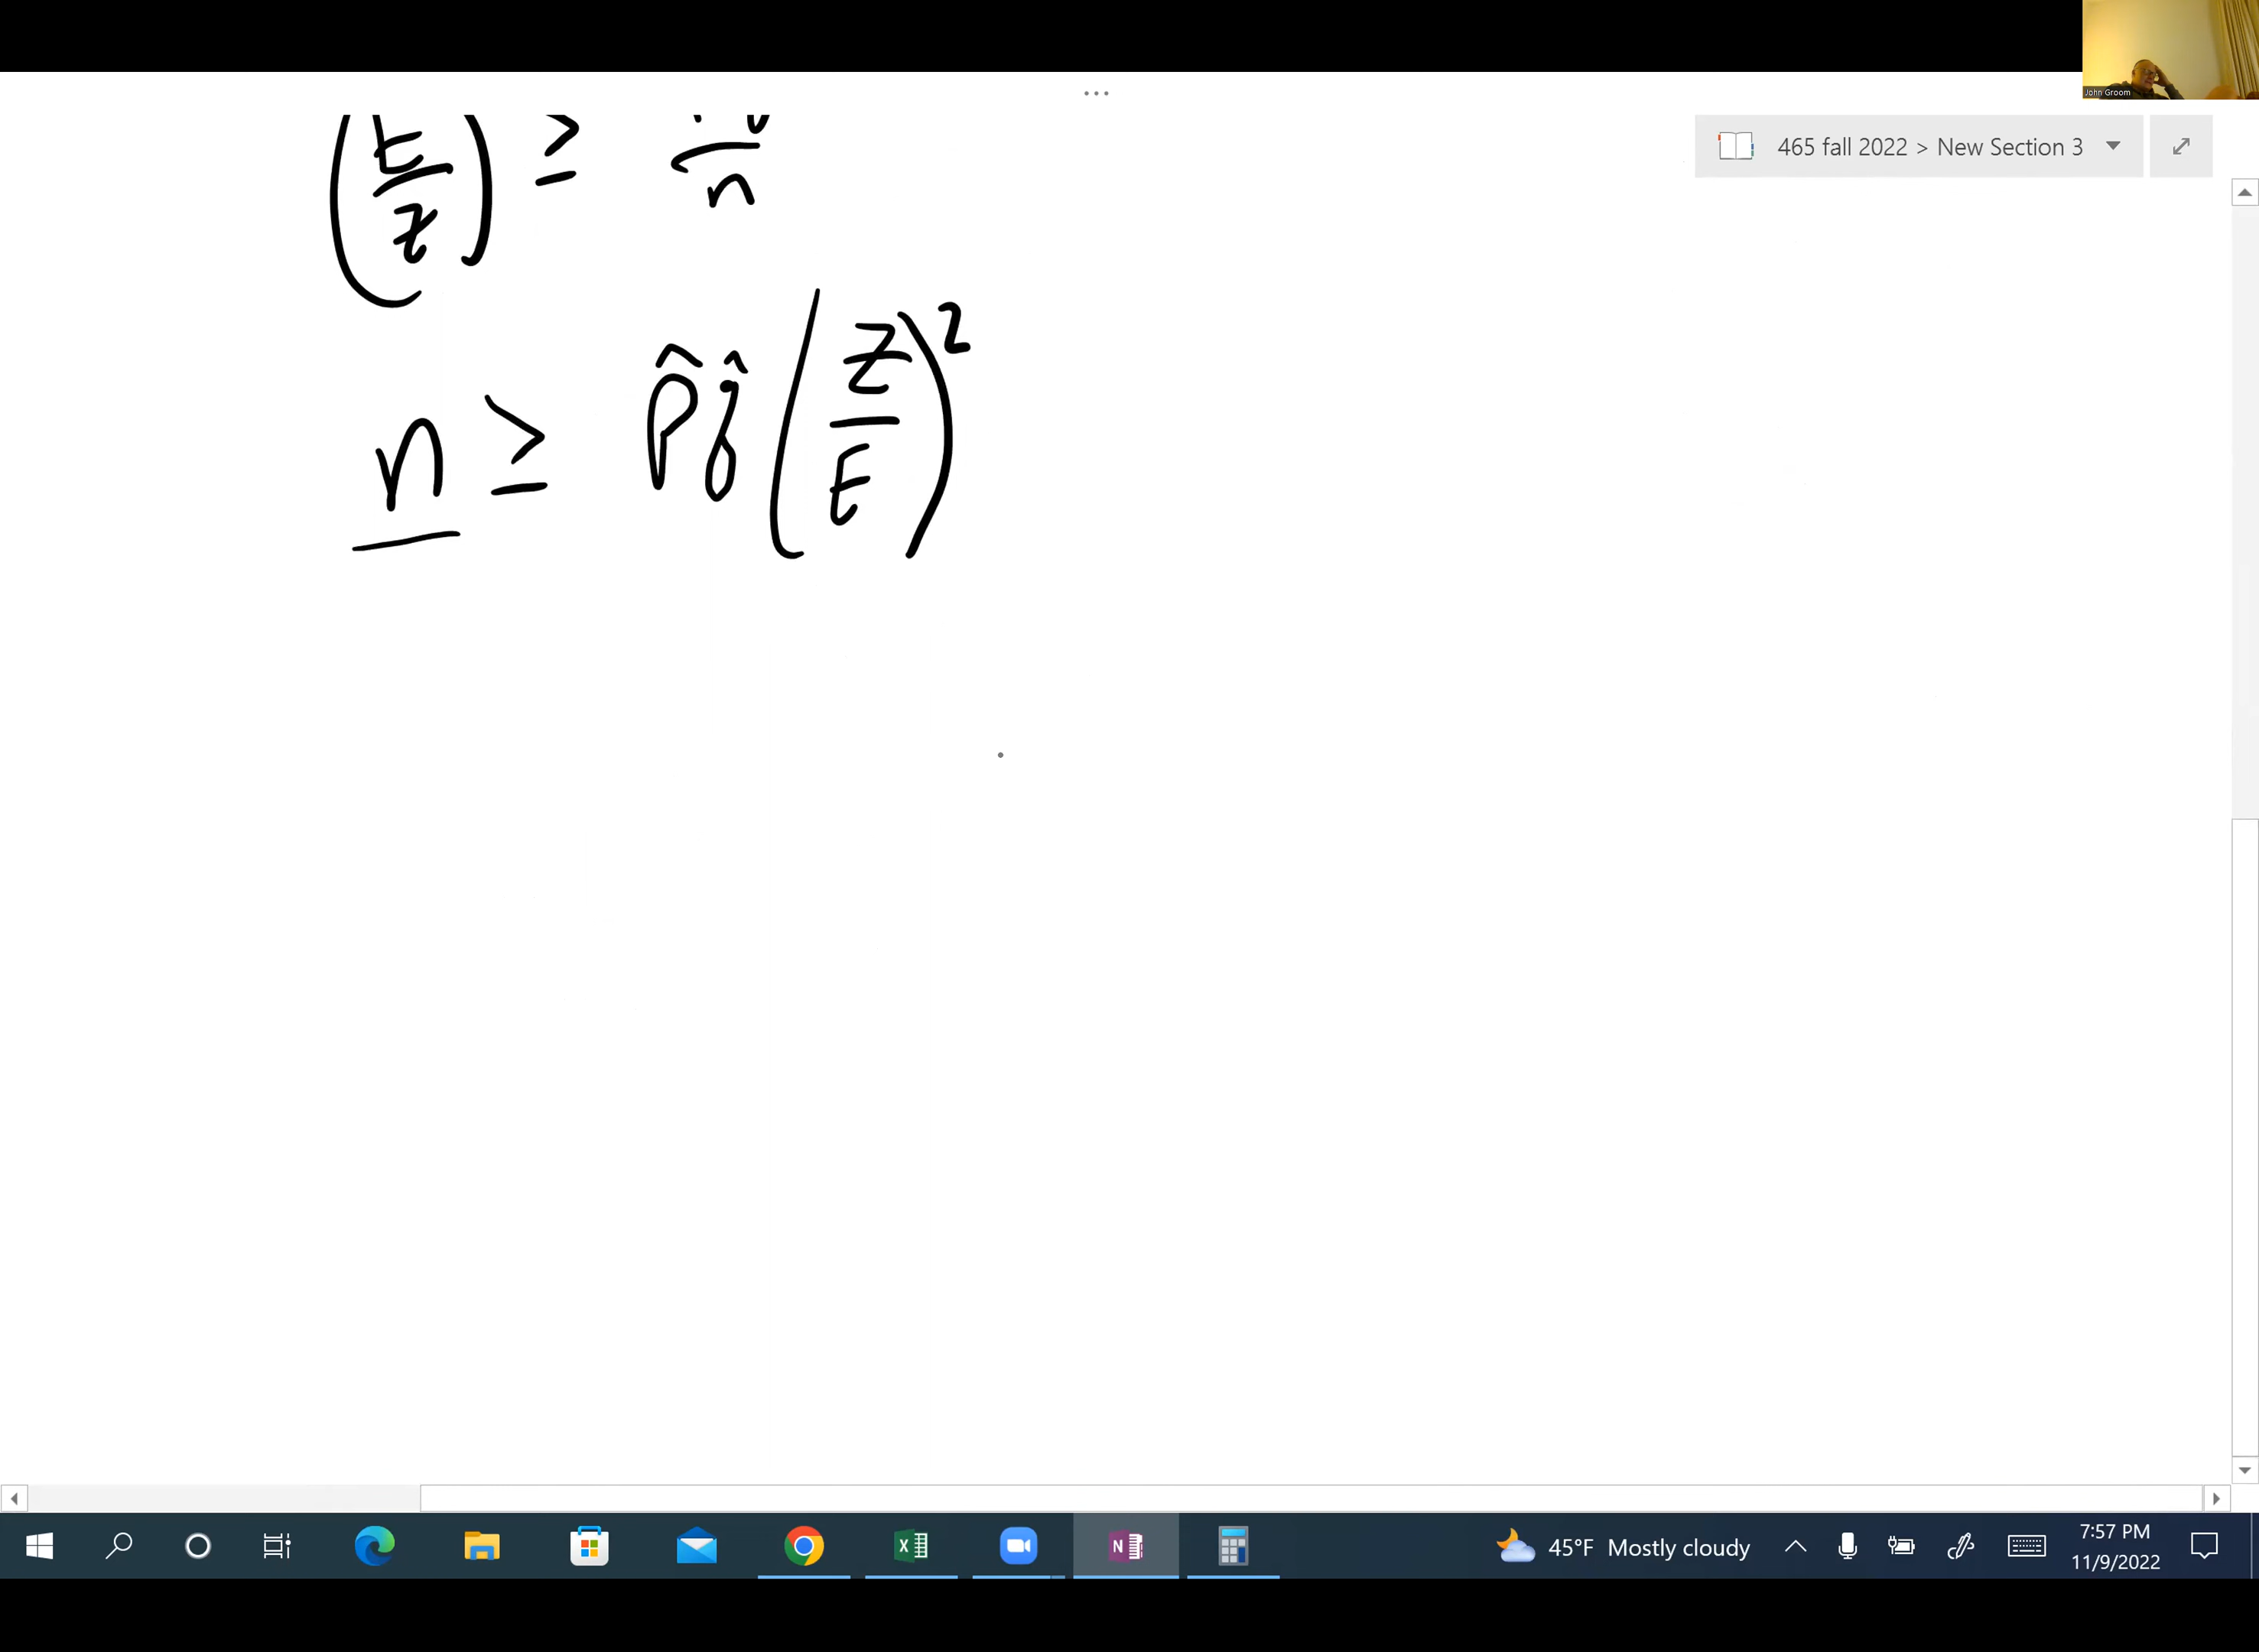 John Groom
465 fall 2022 > New Section 3
(E/z) ≥ /n
n ≥ p̂q̂(z/E)²
45°F Mostly cloudy
7:57 PM
11/9/2022